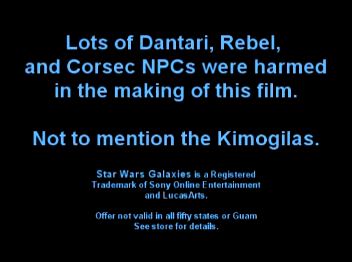 Lots of Dantari, Rebel,
and Corsec NPCs were harmed
in the making of this film.
Not to mention the Kimogilas.
Star Wars Galaxies is a Registered
Trademark of Sony Online Entertainment
and LucasArts.
Offer not valid in all fifty states or Guam
See store for details.